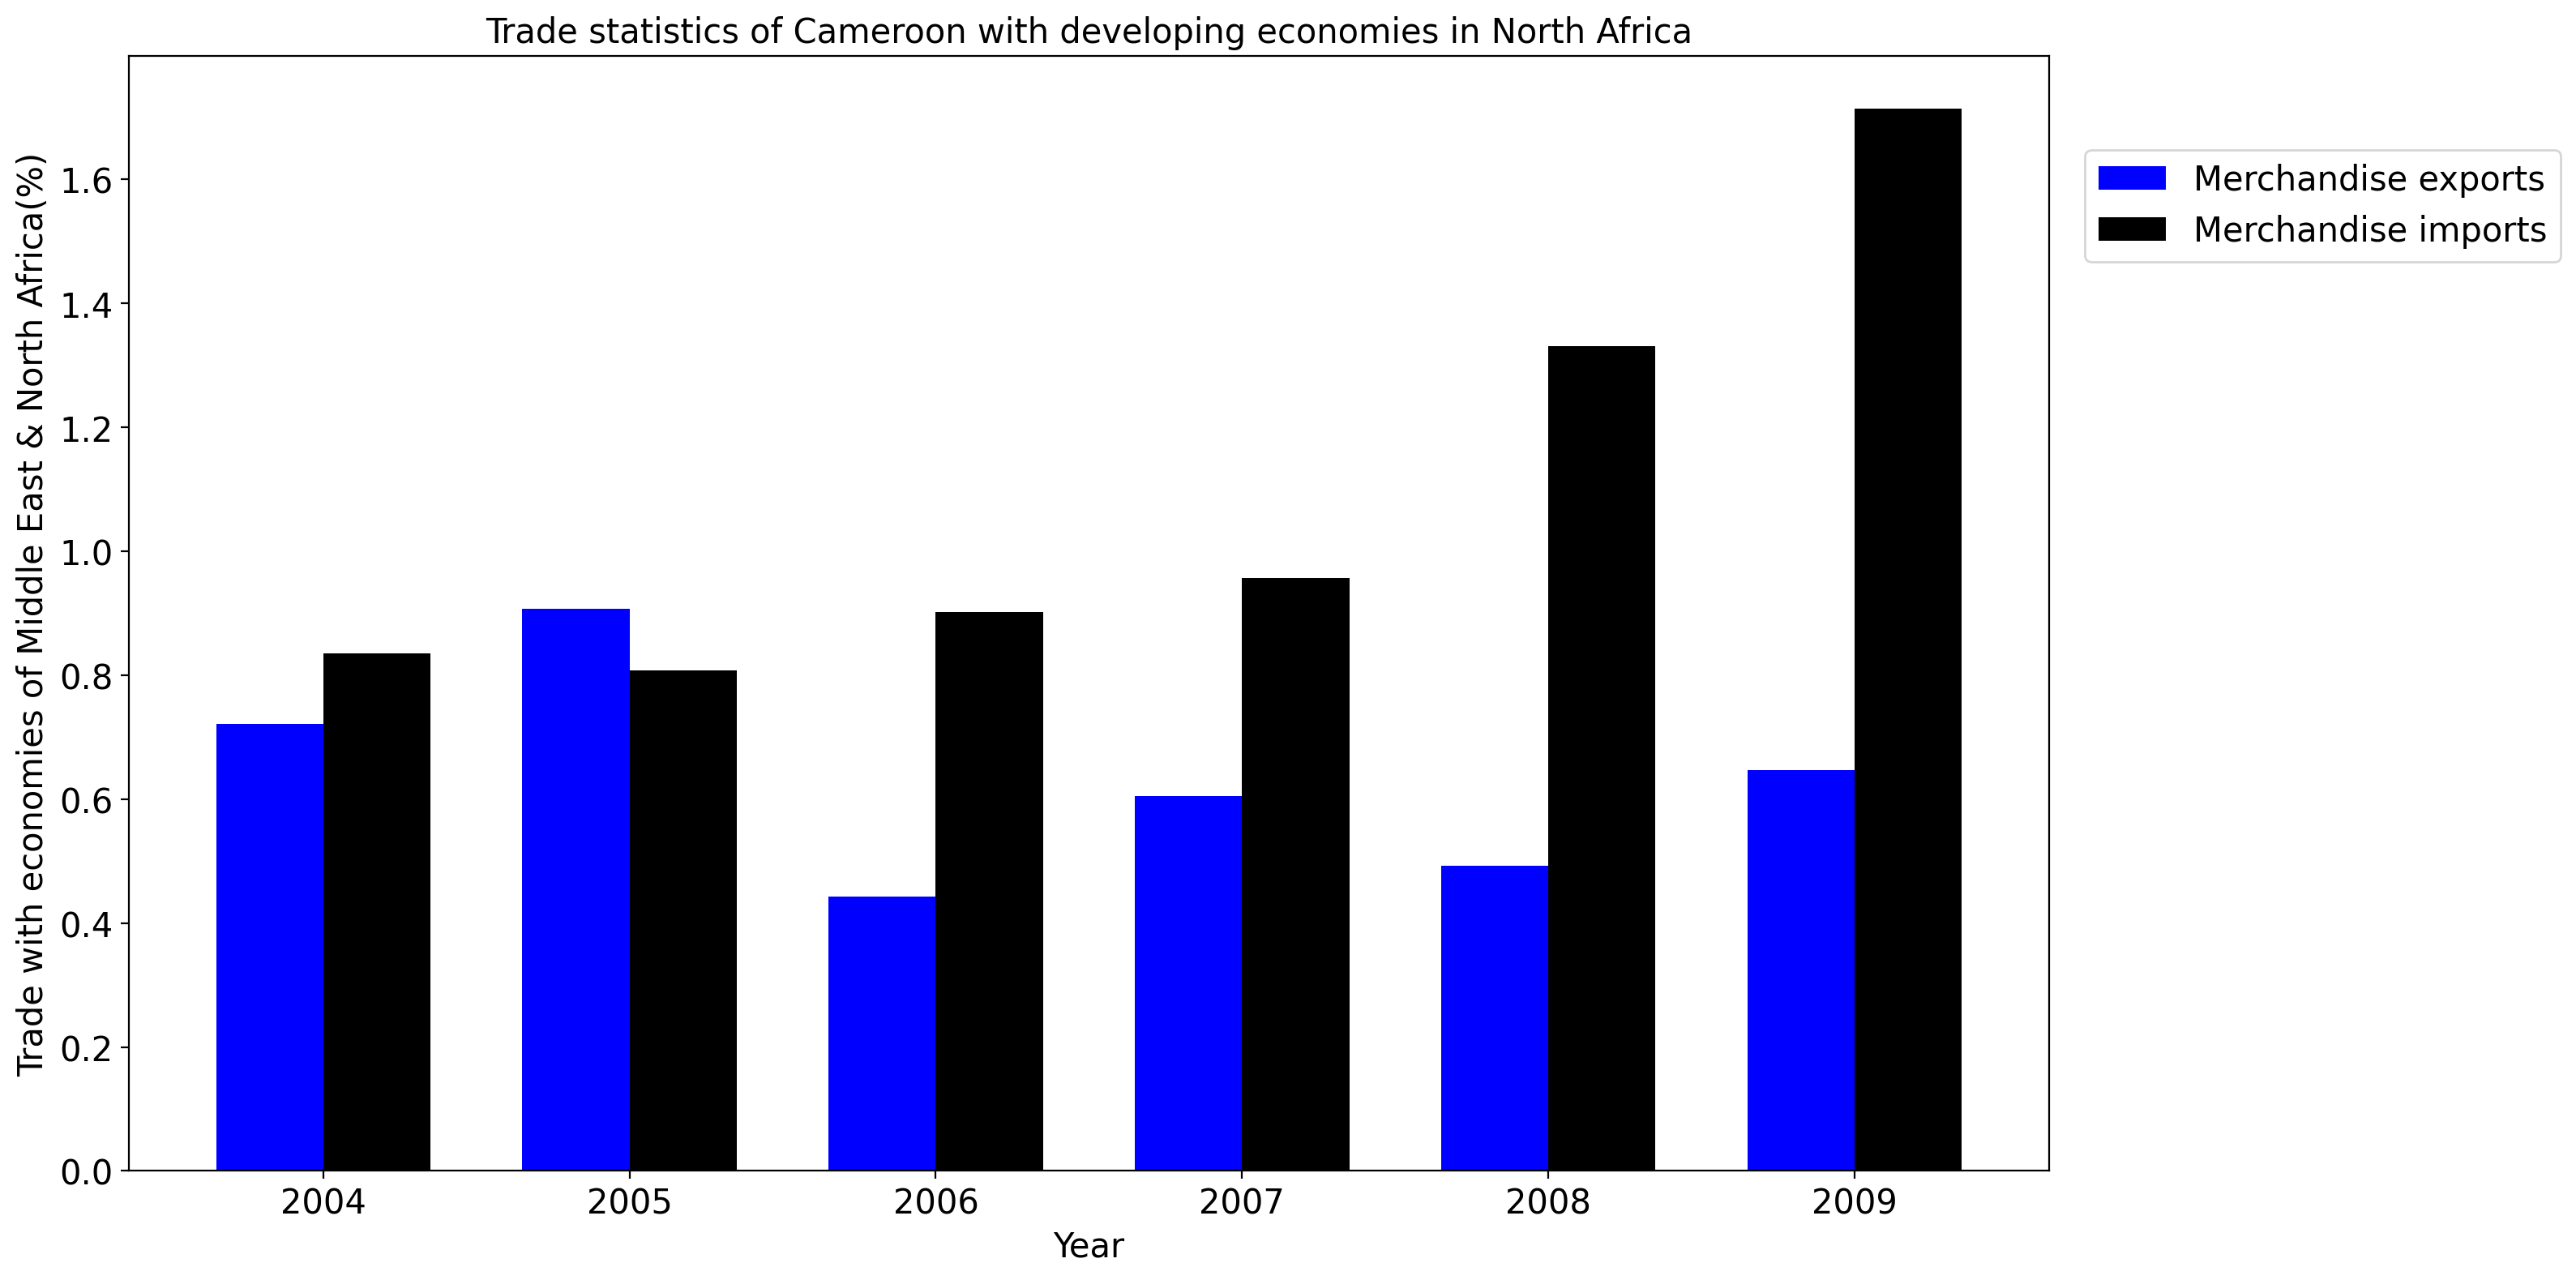 Trade statistics of Cameroon with developing economies in North Africa
Trade with economies of Middle East & North Africa(%)
1.6
1.4
1.2
1.0
0.8
0.6
0.4
0.2
0.0
2004 2005 2006 2007 2008 2009
Year
Merchandise exports
Merchandise imports